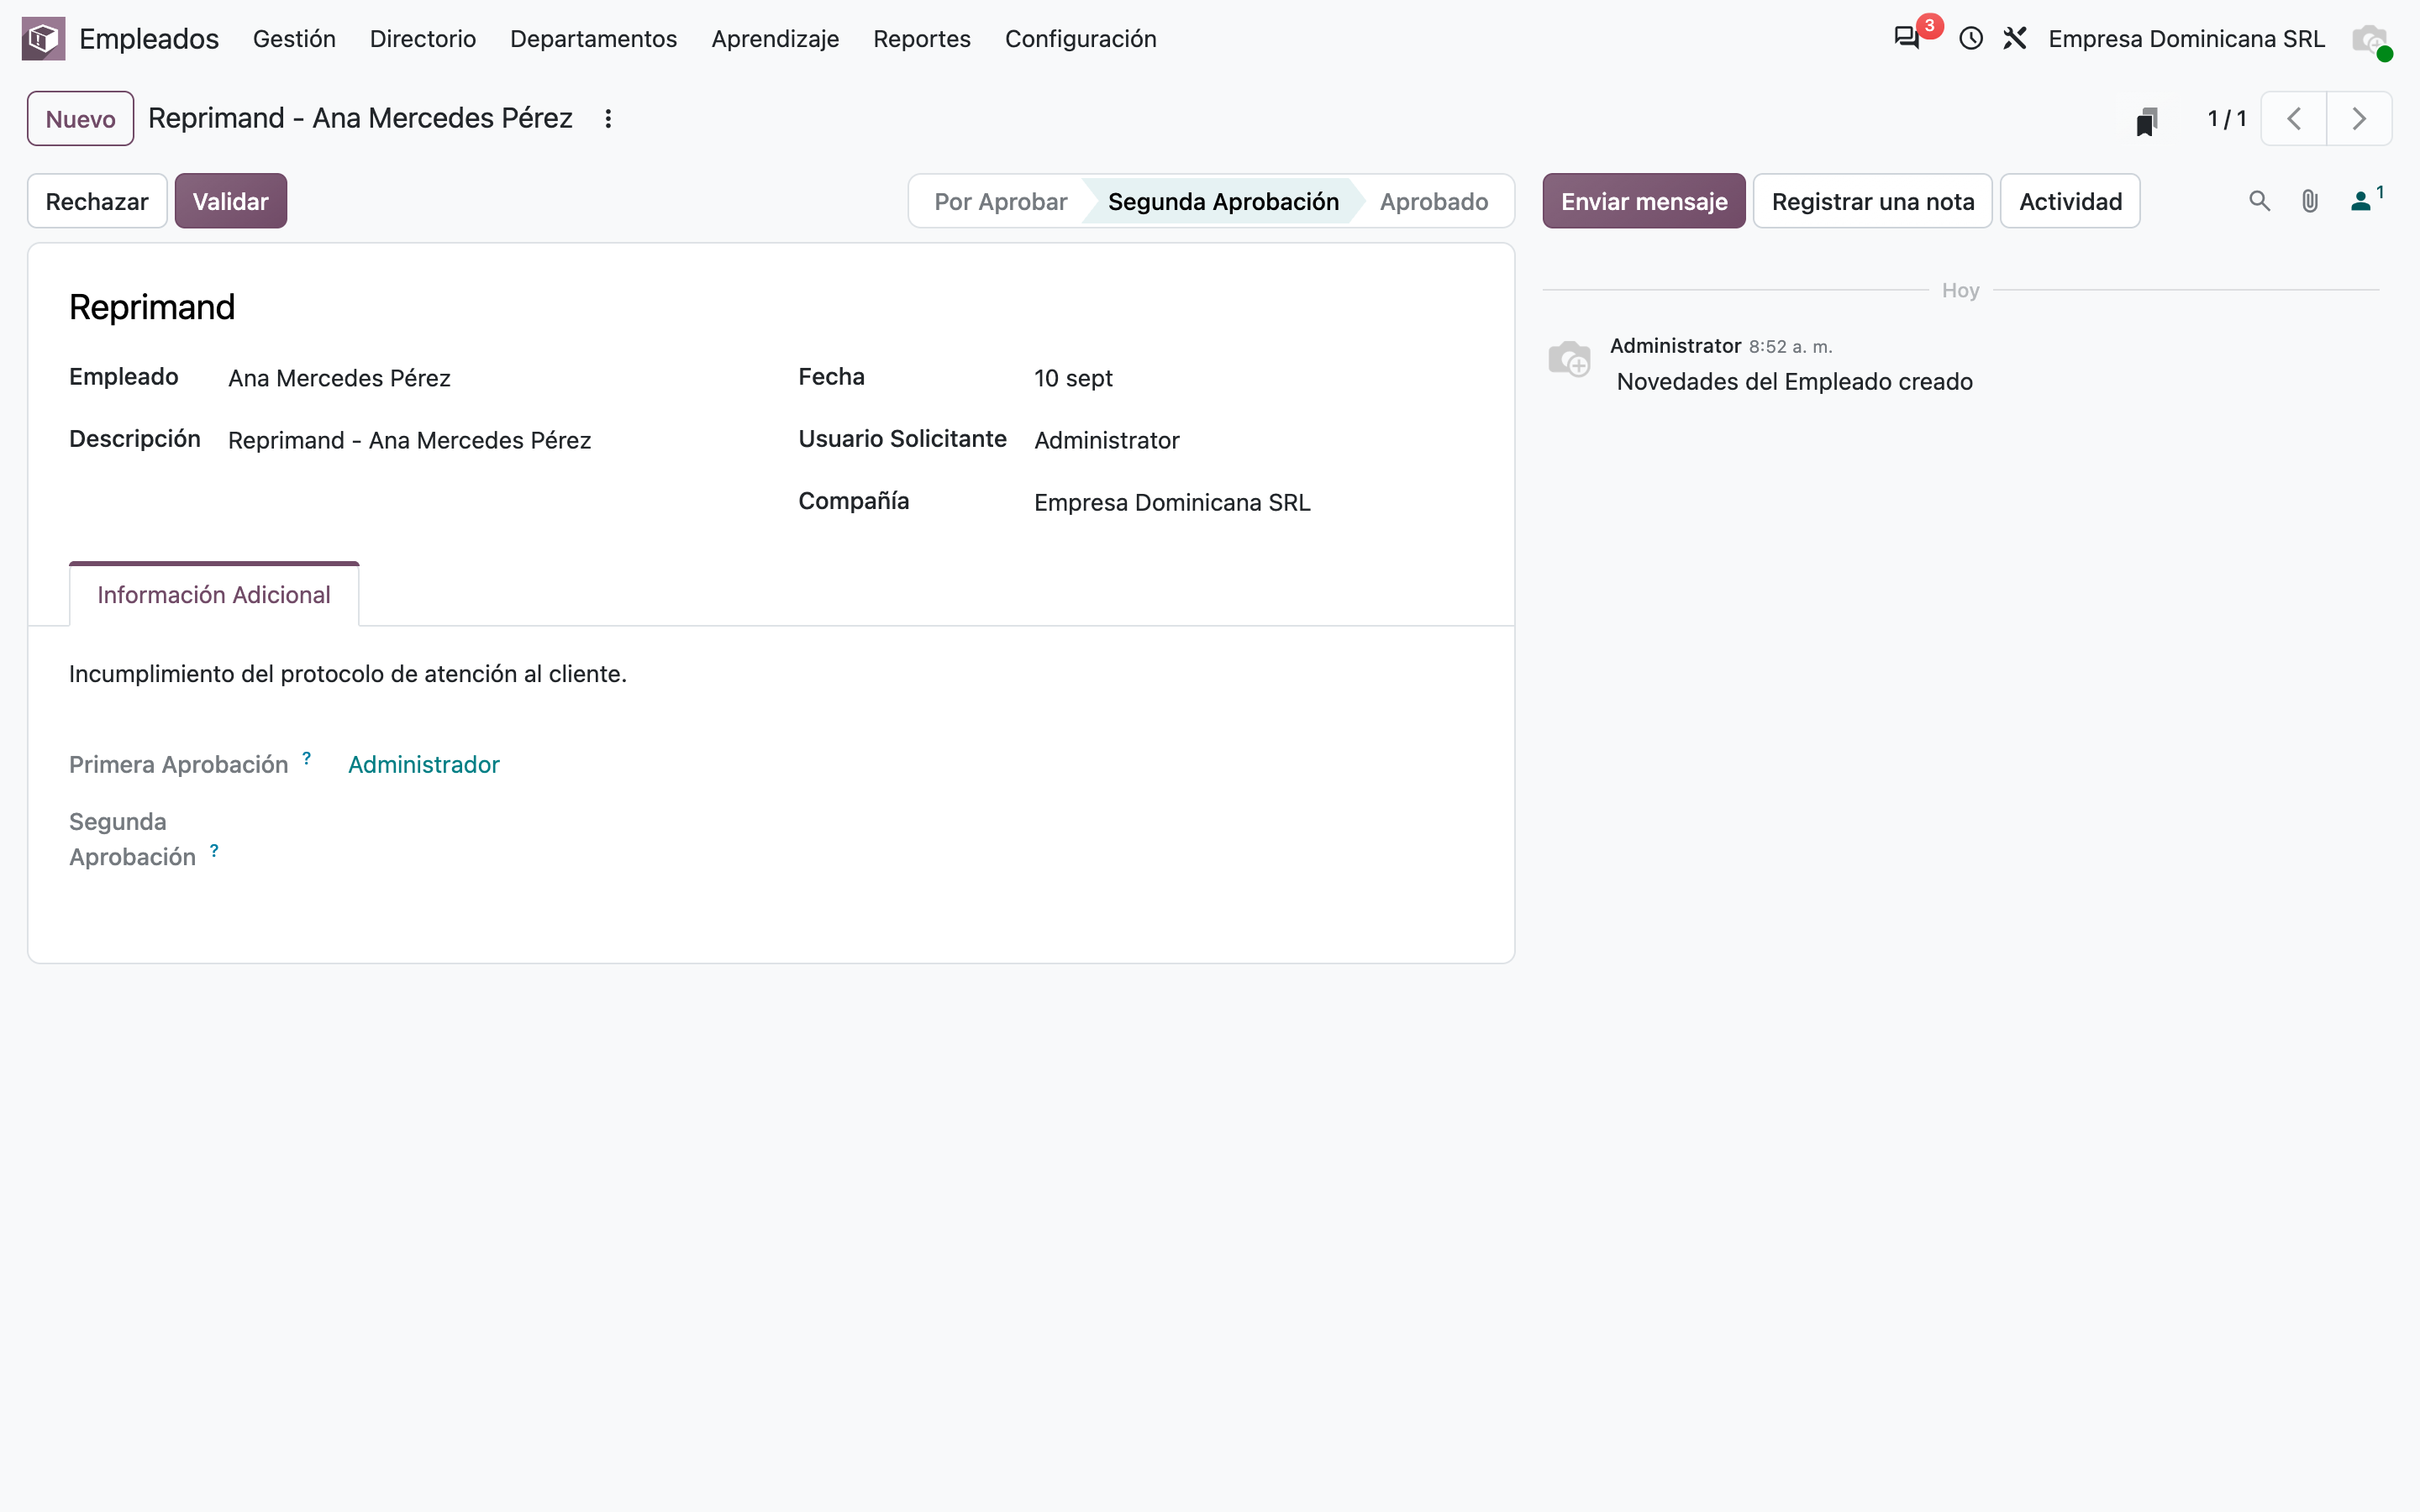 Empleados Gestión Directorio Departamentos Aprendizaje Reportes Configuración 3 Empresa Dominicana SRL
Nuevo Reprimand - Ana Mercedes Pérez 1 / 1
Rechazar Validar Por Aprobar Segunda Aprobación Aprobado Enviar mensaje Registrar una nota Actividad 1
Reprimand
Empleado Ana Mercedes Pérez
Descripción Reprimand - Ana Mercedes Pérez
Fecha 10 sept
Usuario Solicitante Administrator
Compañía Empresa Dominicana SRL
Información Adicional
Incumplimiento del protocolo de atención al cliente.
Primera Aprobación ? Administrador
Segunda
Aprobación ?
Hoy
Administrator 8:52 a. m.
Novedades del Empleado creado